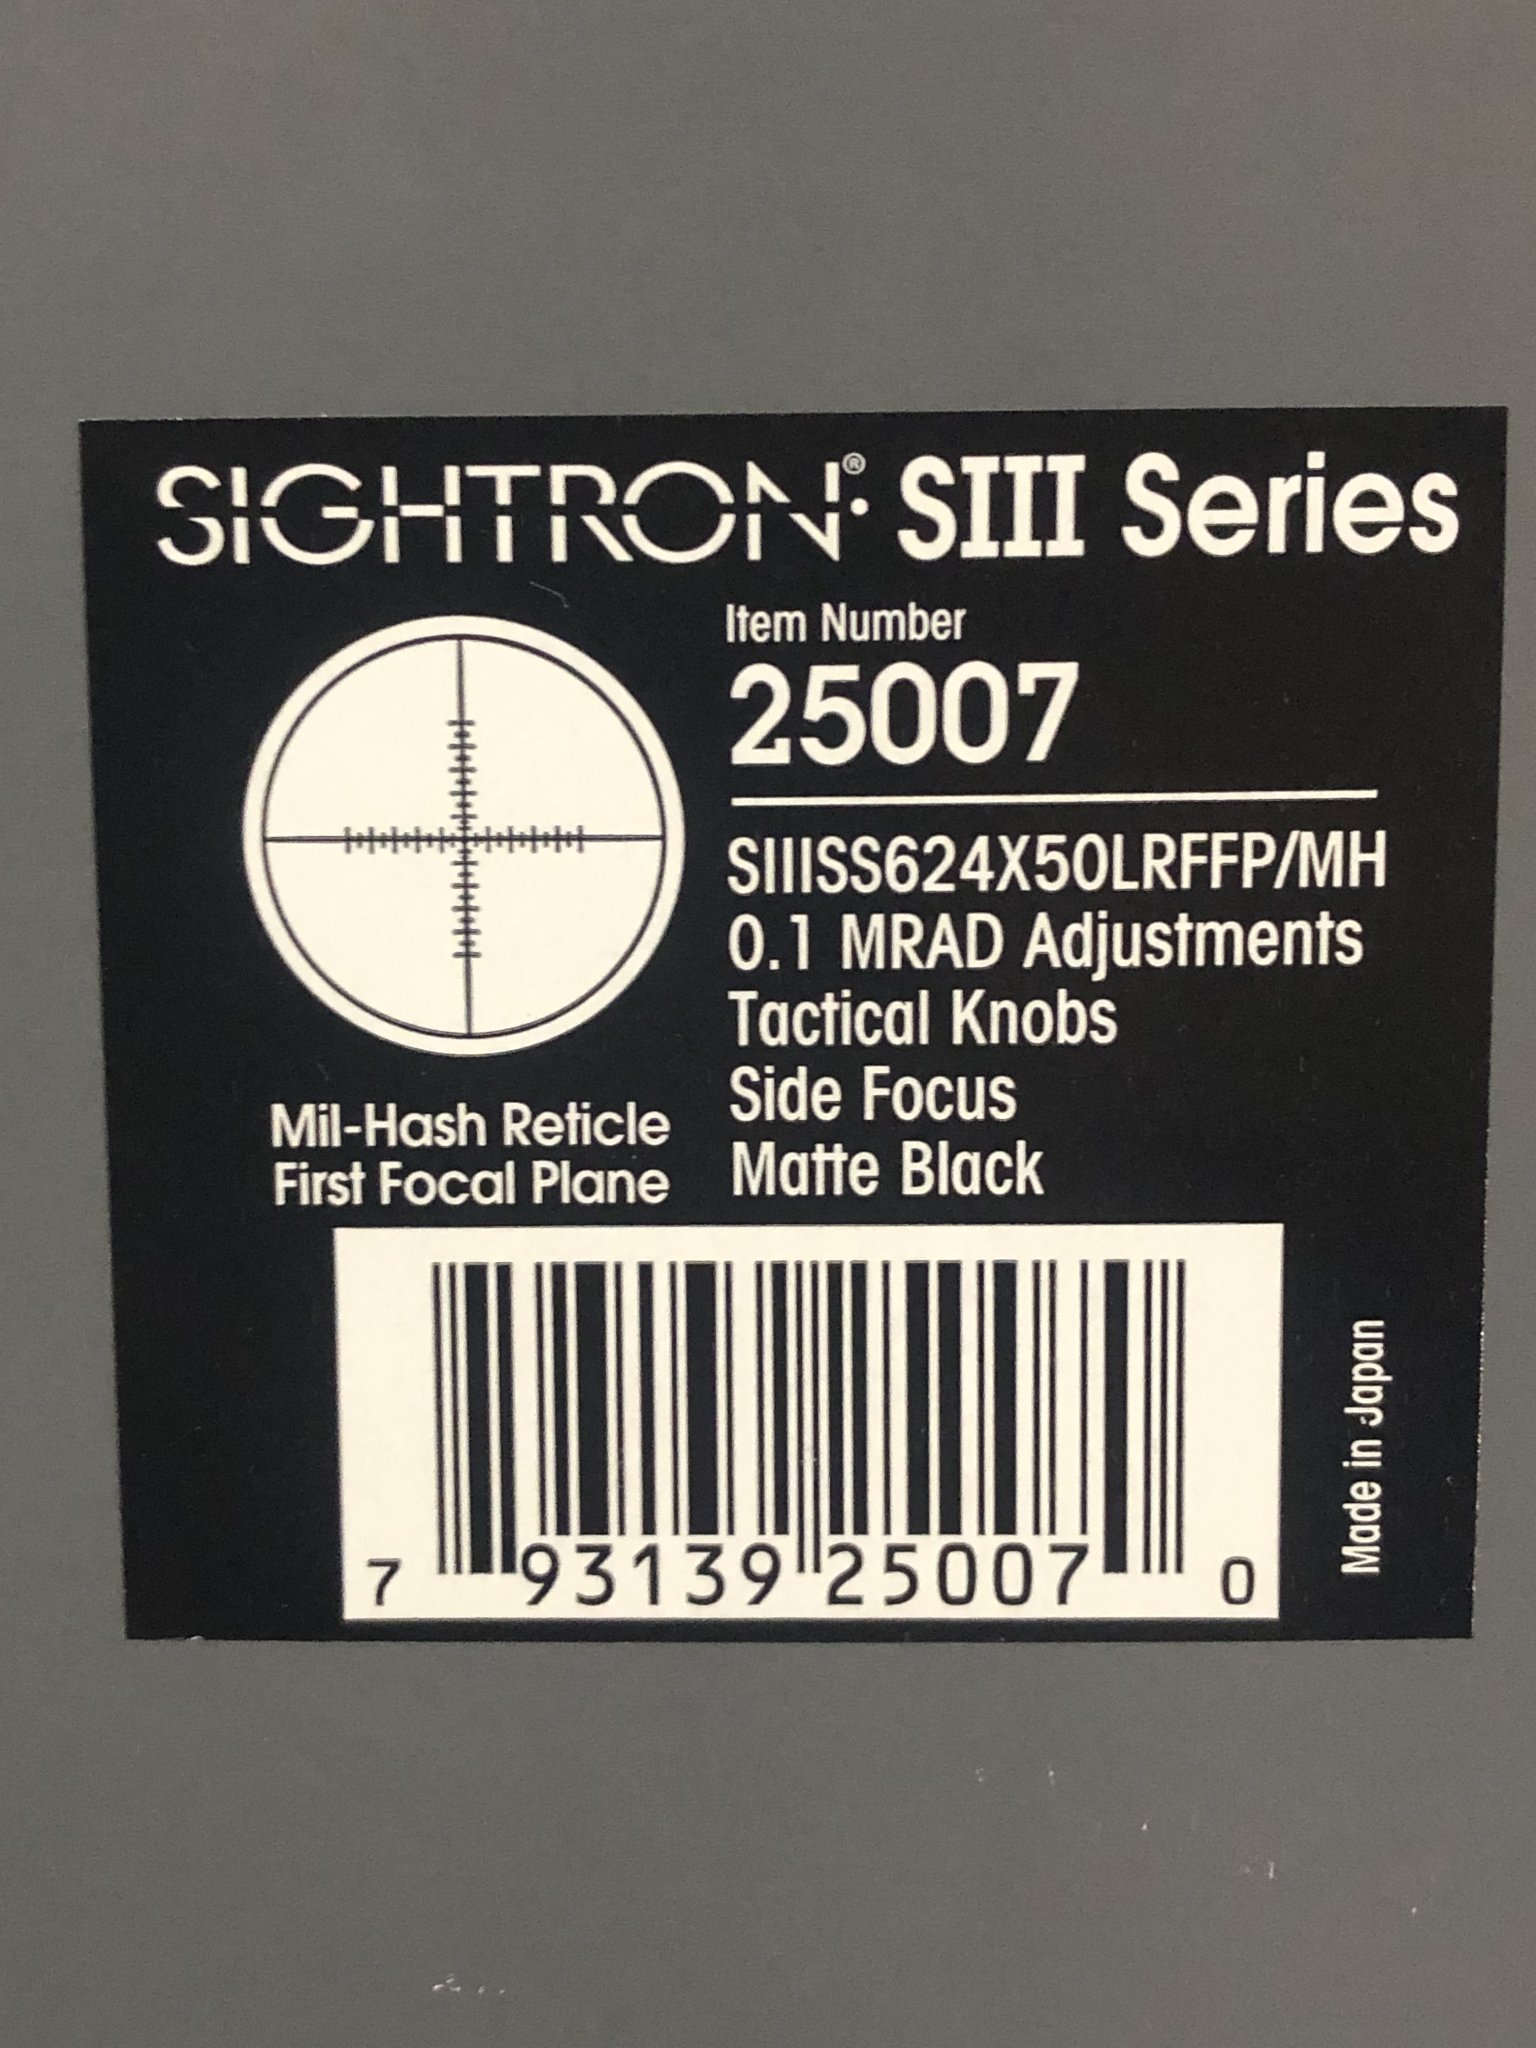 SIGHTRON® SIII Series
Item Number
25007
SIIISS624X50LRFFP/MH
0.1 MRAD Adjustments
Tactical Knobs
Side Focus
Matte Black
Mil-Hash Reticle
First Focal Plane
7 93139 25007 0
Made in Japan